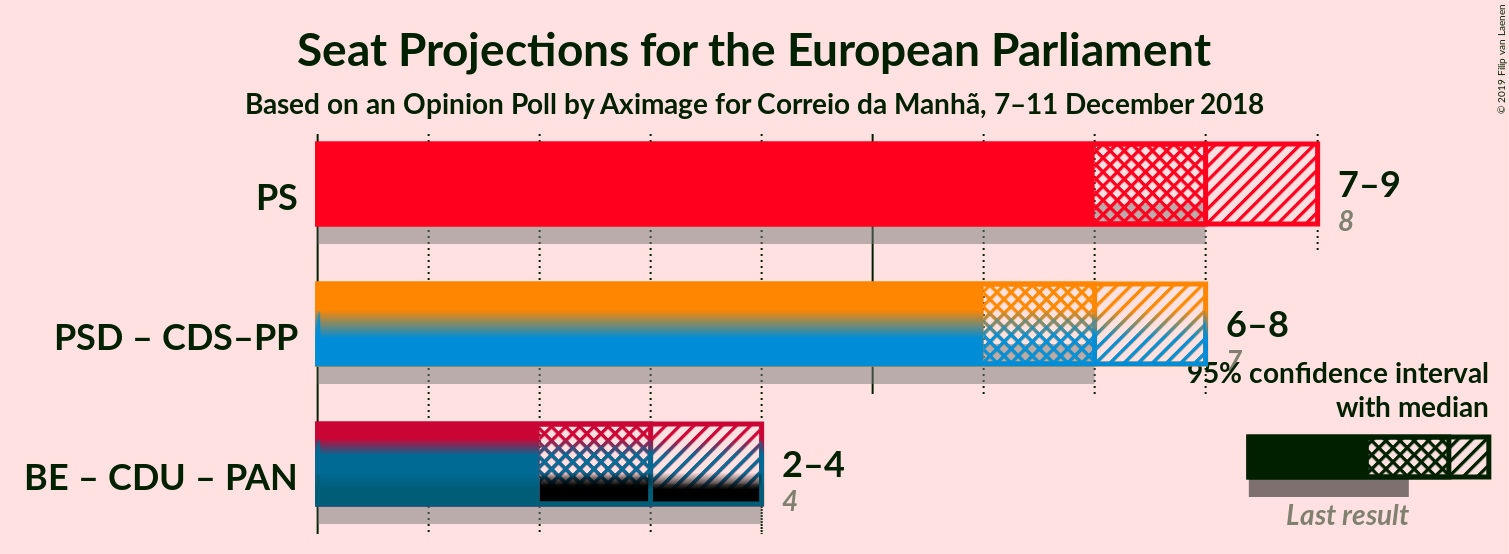 Seat Projections for the European Parliament
Based on an Opinion Poll by Aximage for Correio da Manhã, 7–11 December 2018
© 2019 Filip van Laenen
PS
7–9
8
PSD – CDS–PP
6–8
7
95% confidence interval
with median
BE – CDU – PAN
2–4
4
Last result